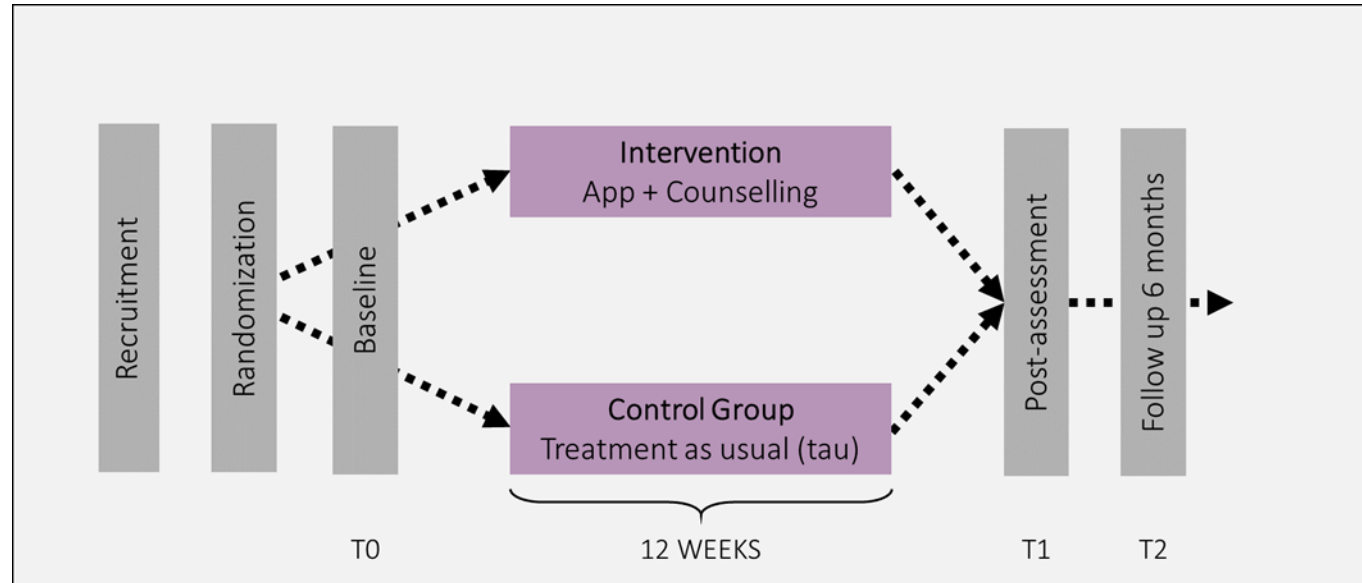 Recruitment
Randomization
Baseline
Intervention
App + Counselling
Control Group
Treatment as usual (tau)
Post-assessment
Follow up 6 months
T0
12 WEEKS
T1
T2